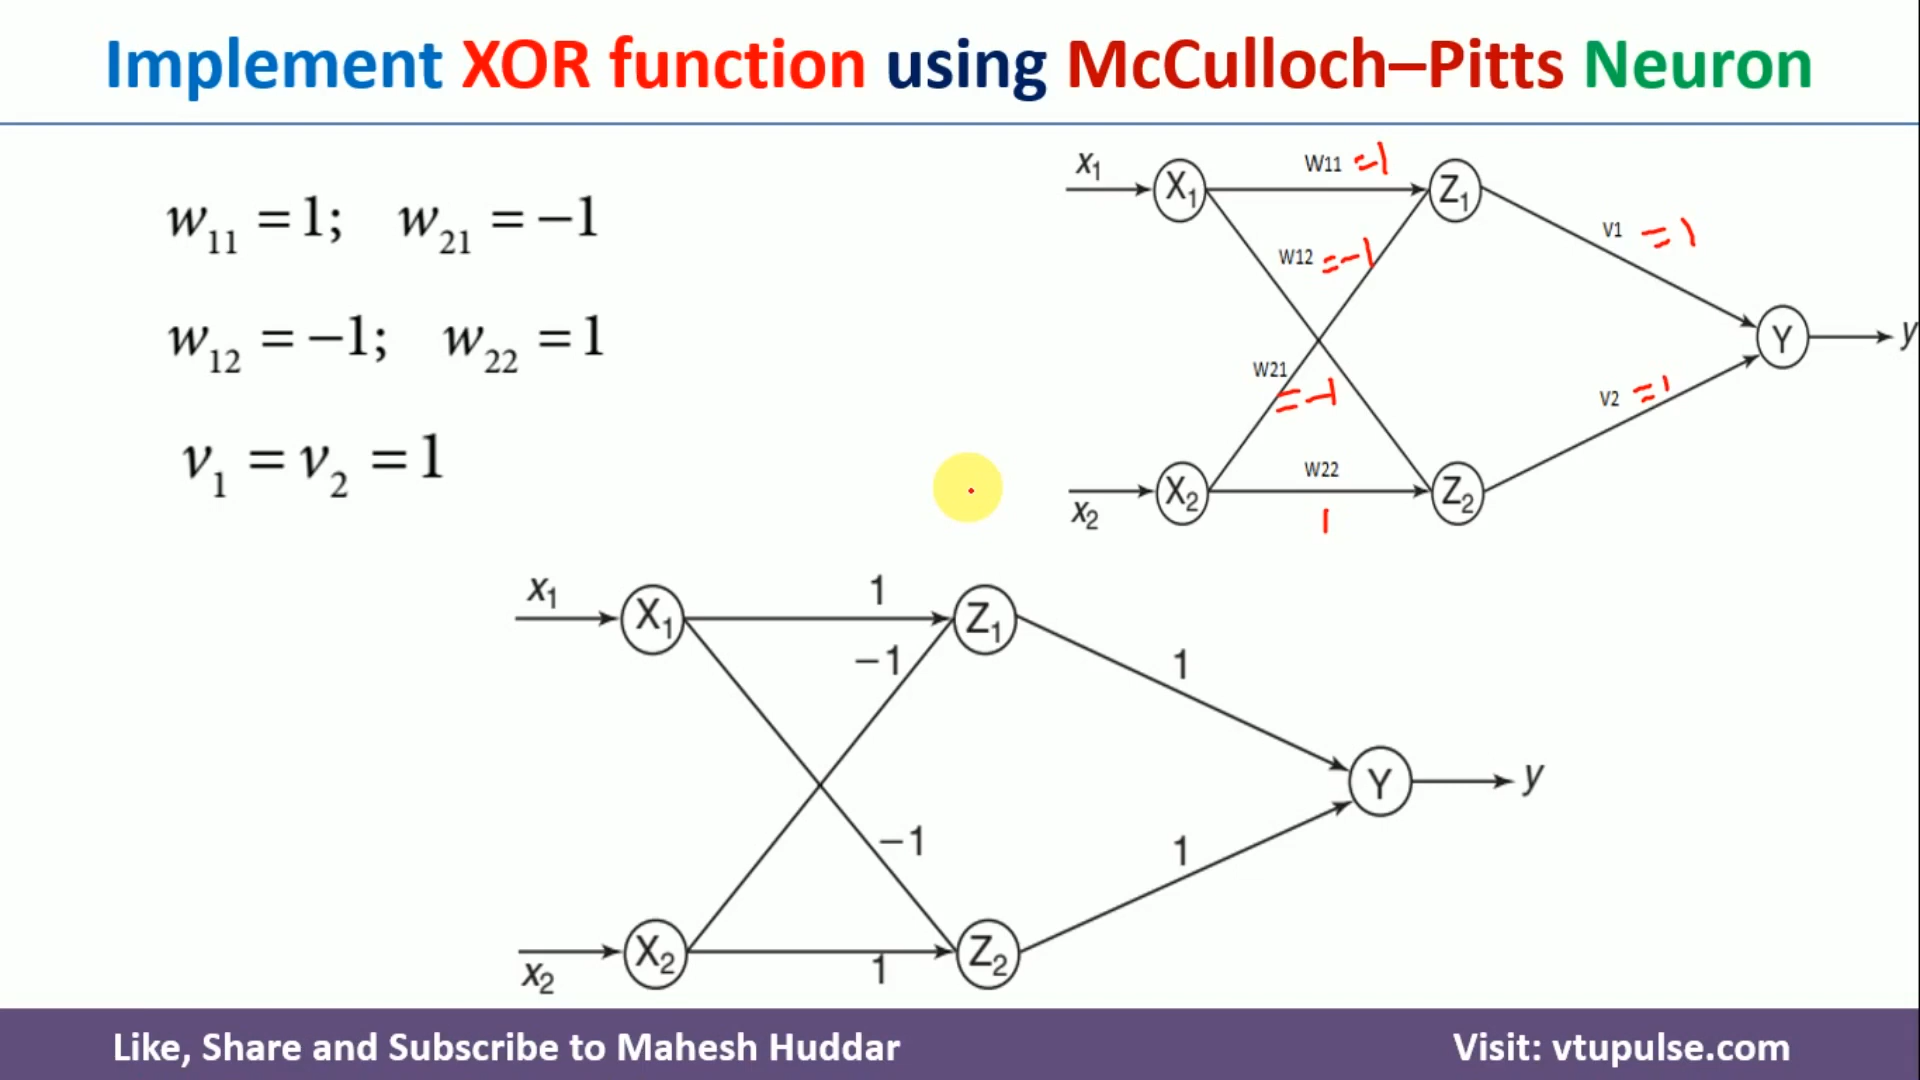 Implement XOR function using McCulloch–Pitts Neuron
w11 = 1; w21 = −1
w12 = −1; w22 = 1
v1 = v2 = 1
x1 X1 W11 =1 Z1
W12 =-1
V1 =1
Y y
W21 =-1
V2 =1
x2 X2 W22 1 Z2
x1 X1 1 Z1
−1
1
Y y
−1
1
x2 X2 1 Z2
Like, Share and Subscribe to Mahesh Huddar
Visit: vtupulse.com